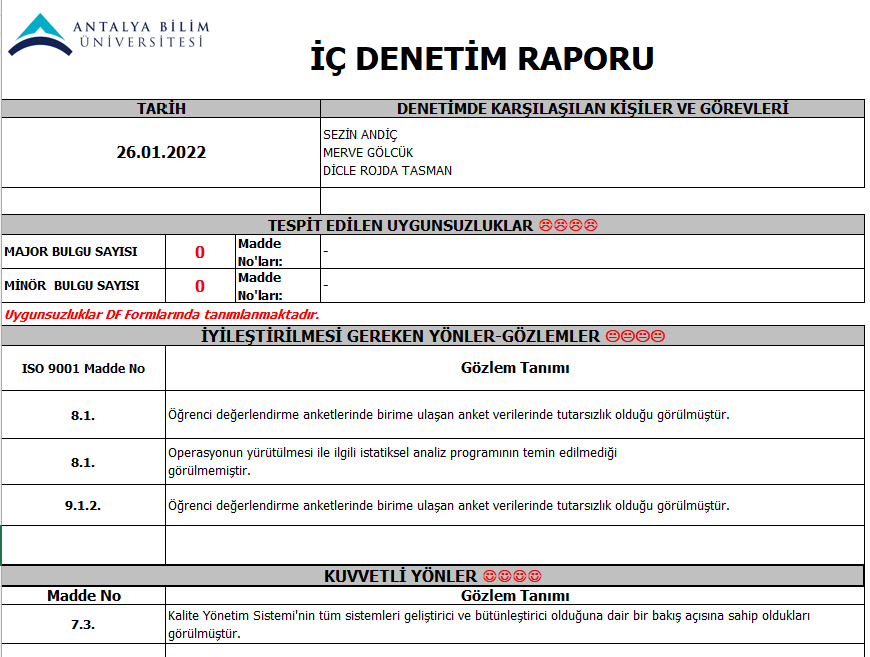 ANTALYA BİLİM
ÜNİVERSİTESİ
İÇ DENETİM RAPORU
TARİH
DENETİMDE KARŞILAŞILAN KİŞİLER VE GÖREVLERİ
26.01.2022
SEZİN ANDİÇ
MERVE GÖLCÜK
DİCLE ROJDA TASMAN
TESPİT EDİLEN UYGUNSUZLUKLAR ☹☹☹☹
MAJOR BULGU SAYISI
0
Madde
No'ları:
-
MİNÖR BULGU SAYISI
0
Madde
No'ları:
-
Uygunsuzluklar DF Formlarında tanımlanmaktadır.
İYİLEŞTİRİLMESİ GEREKEN YÖNLER-GÖZLEMLER 😐😐😐😐
ISO 9001 Madde No
Gözlem Tanımı
8.1.
Öğrenci değerlendirme anketlerinde birime ulaşan anket verilerinde tutarsızlık olduğu görülmüştür.
8.1.
Operasyonun yürütülmesi ile ilgili istatiksel analiz programının temin edilmediği
görülmemiştir.
9.1.2.
Öğrenci değerlendirme anketlerinde birime ulaşan anket verilerinde tutarsızlık olduğu görülmüştür.
KUVVETLİ YÖNLER ☺☺☺☺
Madde No
Gözlem Tanımı
7.3.
Kalite Yönetim Sistemi'nin tüm sistemleri geliştirici ve bütünleştirici olduğuna dair bir bakış açısına sahip oldukları
görülmüştür.